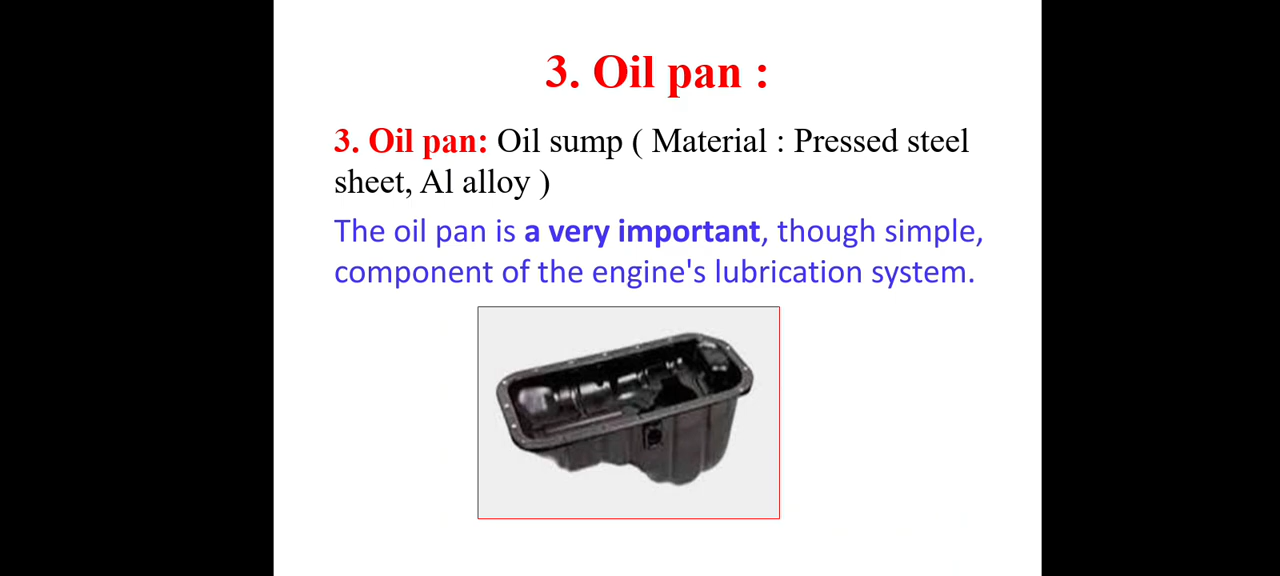 3. Oil pan :
3. Oil pan: Oil sump ( Material : Pressed steel
sheet, Al alloy )
The oil pan is a very important, though simple,
component of the engine's lubrication system.